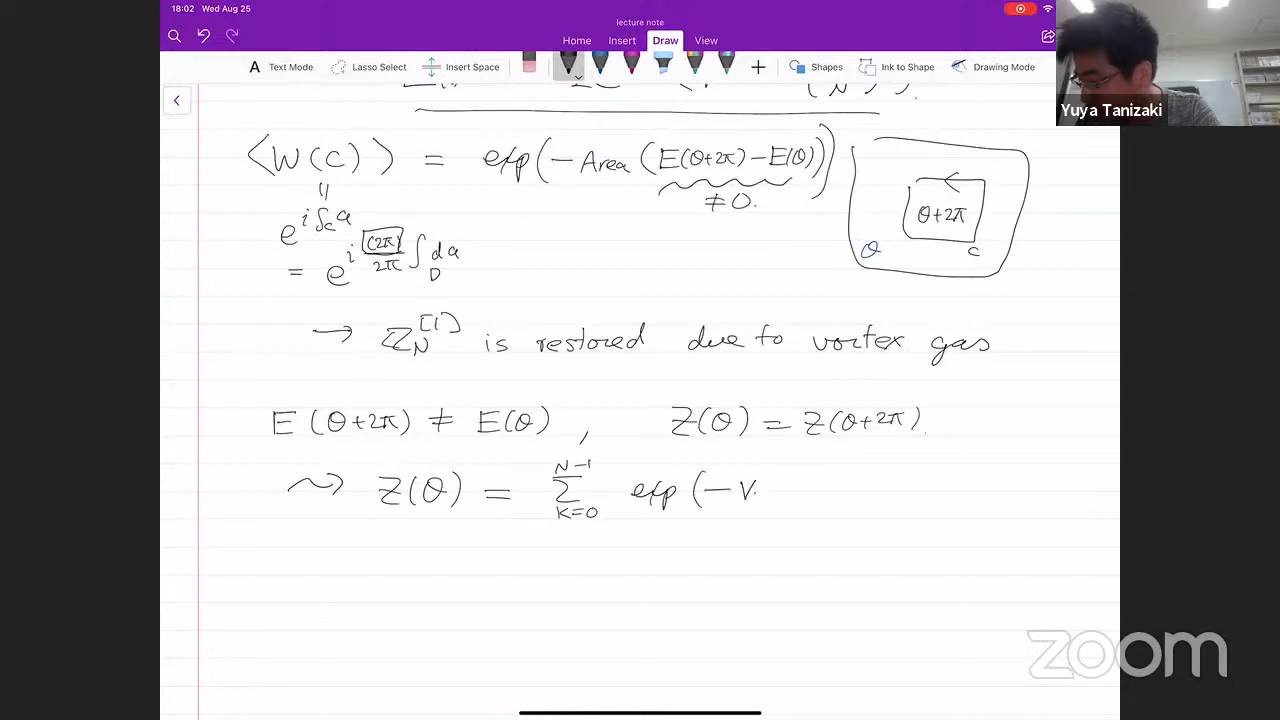 18:02 Wed Aug 25
lecture note
Home Insert Draw View
Text Mode Lasso Select Insert Space Shapes Ink to Shape Drawing Mode
Yuya Tanizaki
⟨W(C)⟩ = exp(−Area (E(θ+2π)−E(θ)))
≠0.
θ+2π
θ
C
e^{i∫_C a}
= e^{i (2π)/2π ∫_D da}
→ ℤ_N^{[1]} is restored due to vortex gas
E(θ+2π) ≠ E(θ), Z(θ) = Z(θ+2π).
⇝ Z(θ) = Σ_{k=0}^{N−1} exp(−V
zoom